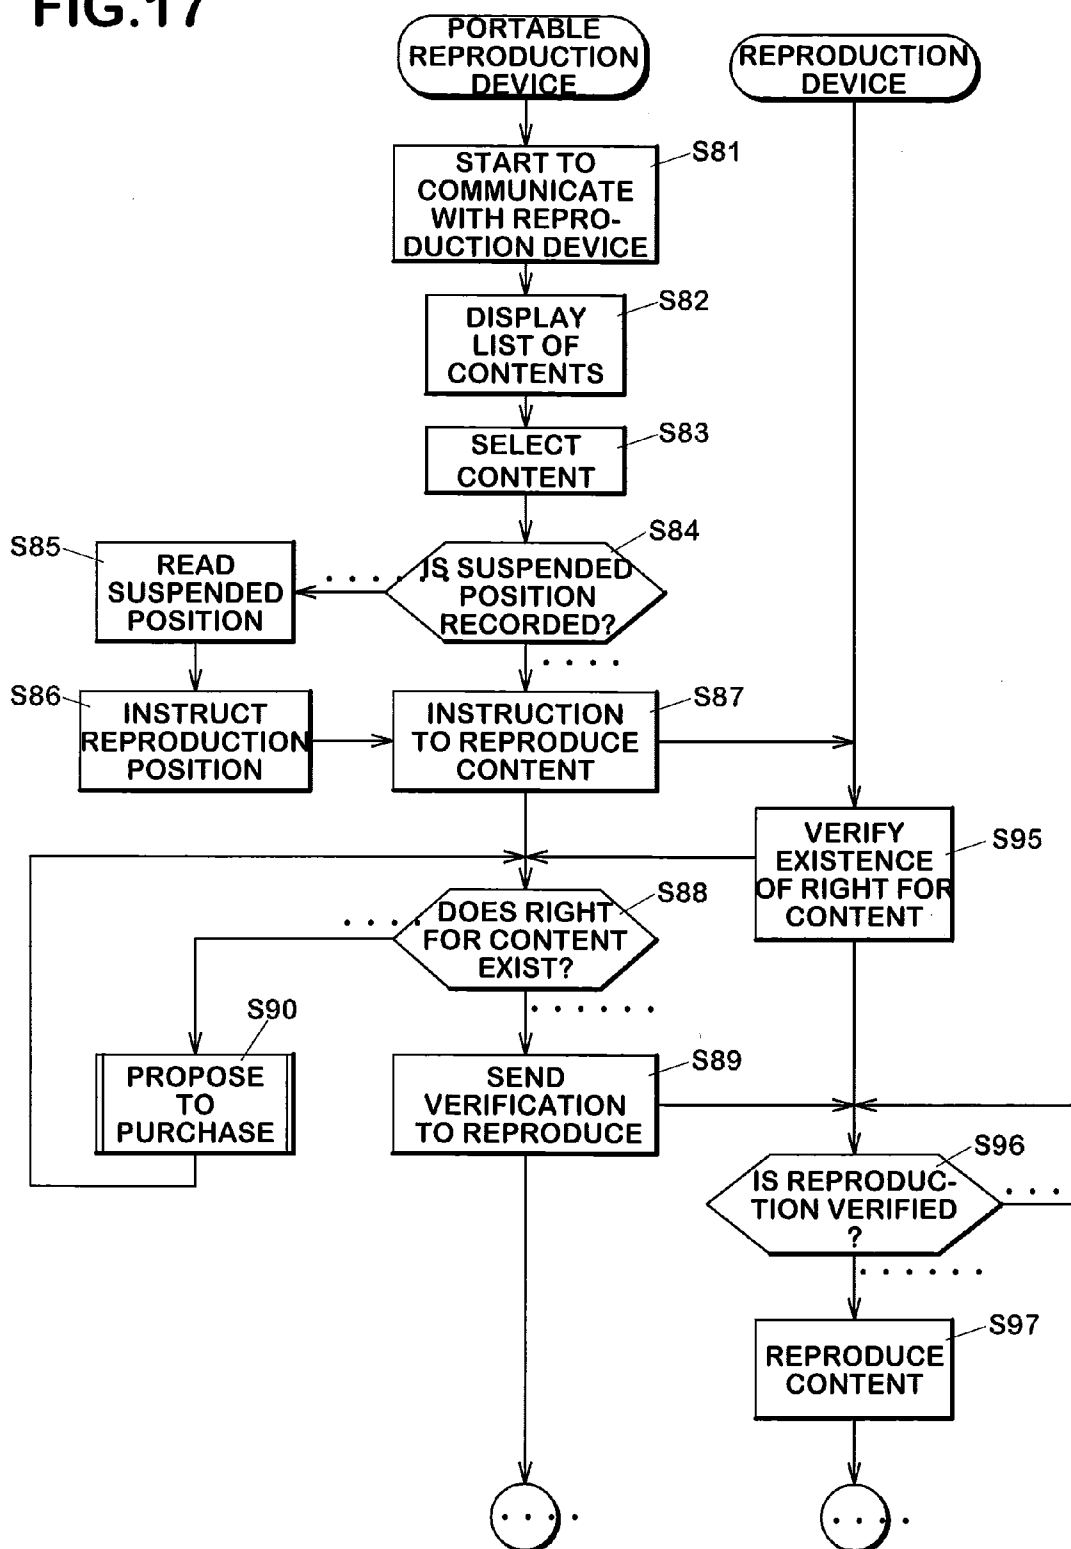 FIG.17
PORTABLE
REPRODUCTION
DEVICE
REPRODUCTION
DEVICE
START TO
COMMUNICATE
WITH REPRO-
DUCTION DEVICE
S81
DISPLAY
LIST OF
CONTENTS
S82
SELECT
CONTENT
S83
IS SUSPENDED
POSITION
RECORDED?
S84
S85
READ
SUSPENDED
POSITION
. . . . . .
. . . .
S86
INSTRUCT
REPRODUCTION
POSITION
INSTRUCTION
TO REPRODUCE
CONTENT
S87
VERIFY
EXISTENCE
OF RIGHT FOR
CONTENT
S95
DOES RIGHT
FOR CONTENT
EXIST?
S88
. . . .
. . . . . .
S90
PROPOSE
TO
PURCHASE
SEND
VERIFICATION
TO REPRODUCE
S89
IS REPRODUC-
TION VERIFIED
?
S96
. . . .
. . . . . .
REPRODUCE
CONTENT
S97
. . . .
. . . .